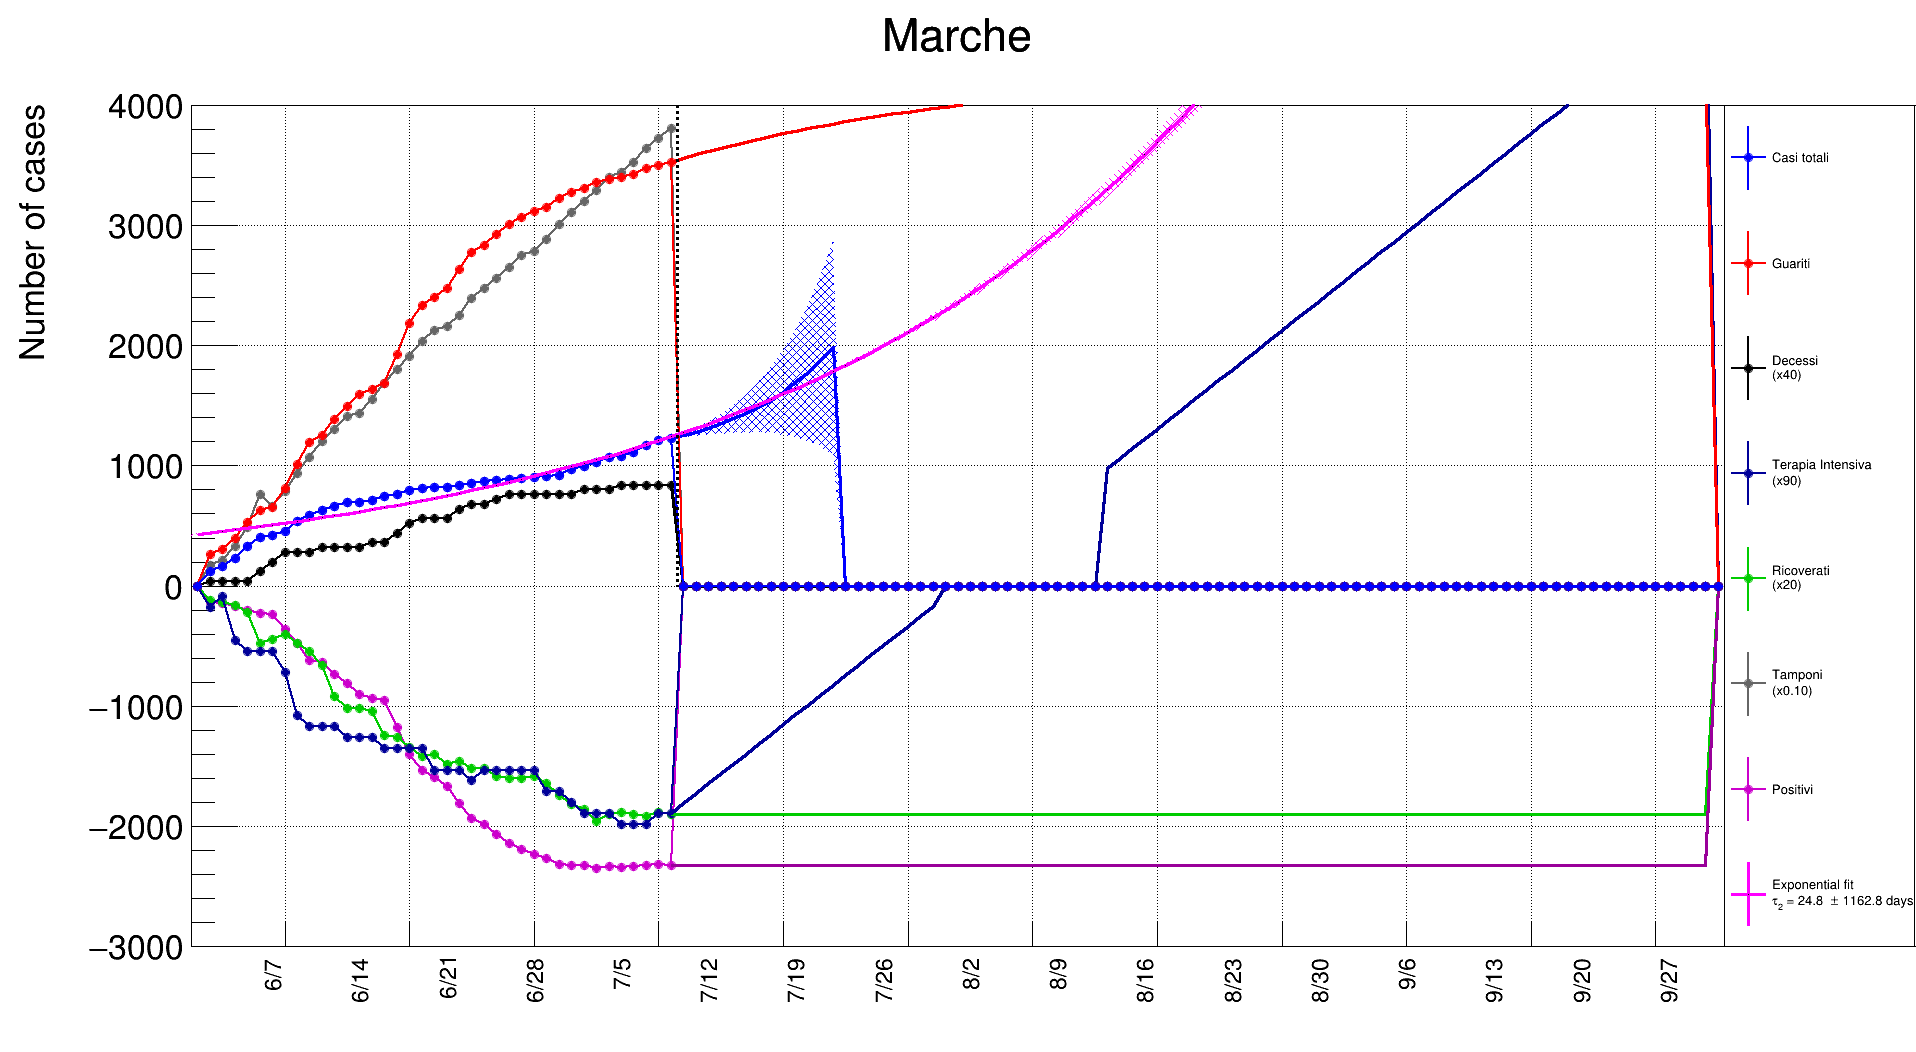 Marche
Number of cases
4000
3000
2000
1000
0
−1000
−2000
−3000
6/7
6/14
6/21
6/28
7/5
7/12
7/19
7/26
8/2
8/9
8/16
8/23
8/30
9/6
9/13
9/20
9/27
Casi totali
Guariti
Decessi
(x40)
Terapia Intensiva
(x90)
Ricoverati
(x20)
Tamponi
(x0.10)
Positivi
Exponential fit
τ2 = 24.8 ± 1162.8 days